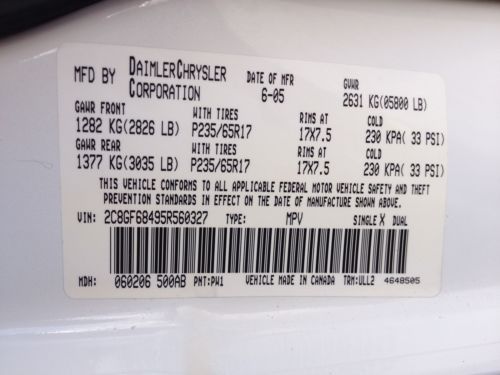 MFD BY DAIMLERCHRYSLER CORPORATION DATE OF MFR 6-05 GVWR 2631 KG(05800 LB)
GAWR FRONT WITH TIRES RIMS AT COLD
1282 KG(2826 LB) P235/65R17 17X7.5 230 KPA( 33 PSI)
GAWR REAR WITH TIRES RIMS AT COLD
1377 KG(3035 LB) P235/65R17 17X7.5 230 KPA( 33 PSI)
THIS VEHICLE CONFORMS TO ALL APPLICABLE FEDERAL MOTOR VEHICLE SAFETY AND THEFT
PREVENTION STANDARDS IN EFFECT ON THE DATE OF MANUFACTURE SHOWN ABOVE.
VIN: 2C8GF68495R560327 TYPE: MPV SINGLE X DUAL
MDH: 060206 500AB PNT:PW1 VEHICLE MADE IN CANADA TRM:ULL2 4648505